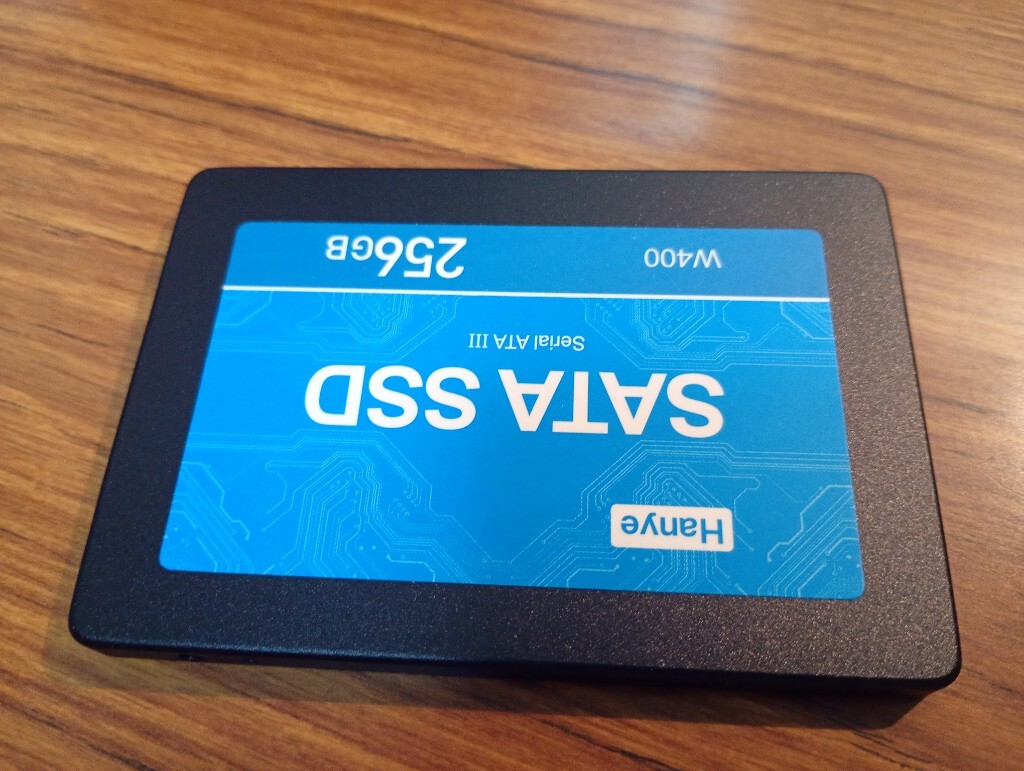 Hanye
SATA SSD
Serial ATA III
W400 256GB